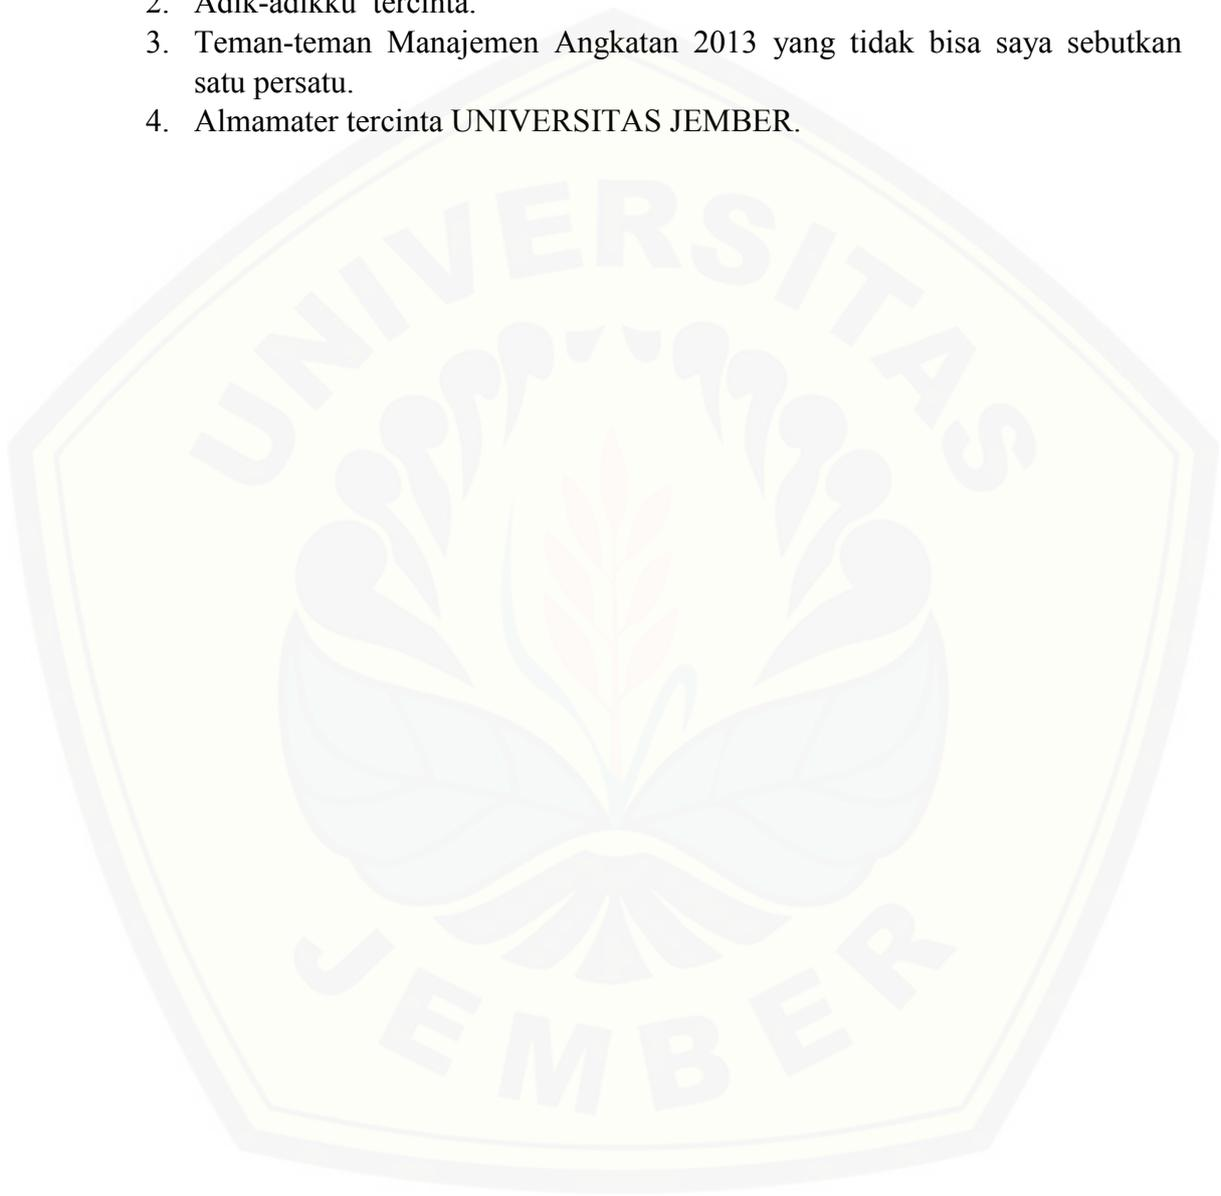 2. Adik-adikku tercinta.
3. Teman-teman Manajemen Angkatan 2013 yang tidak bisa saya sebutkan
satu persatu.
4. Almamater tercinta UNIVERSITAS JEMBER.
UNIVERSITAS
JEMBER